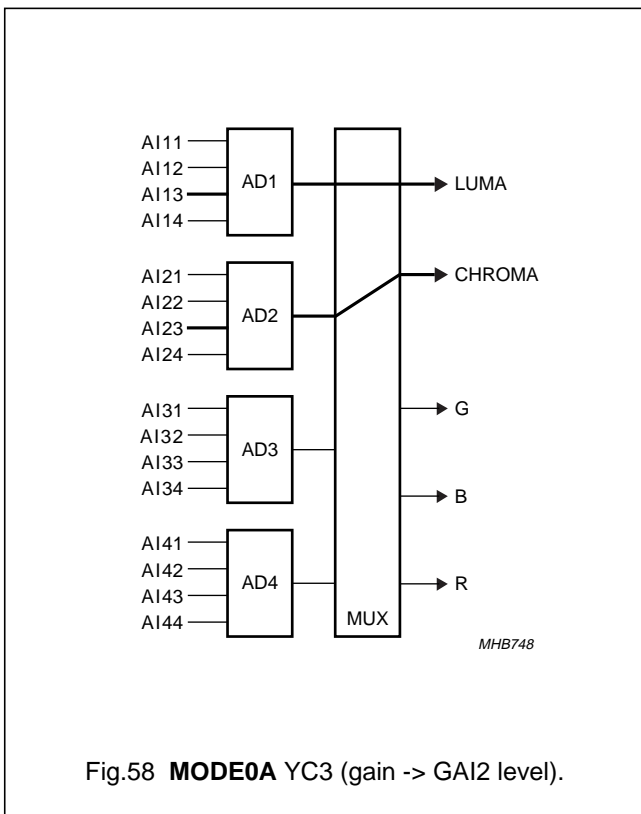 AI11
AI12
AI13
AI14
AD1
LUMA
AI21
AI22
AI23
AI24
AD2
CHROMA
AI31
AI32
AI33
AI34
AD3
G
B
AI41
AI42
AI43
AI44
AD4
R
MUX
MHB748
Fig.58 MODE0A YC3 (gain -> GAI2 level).